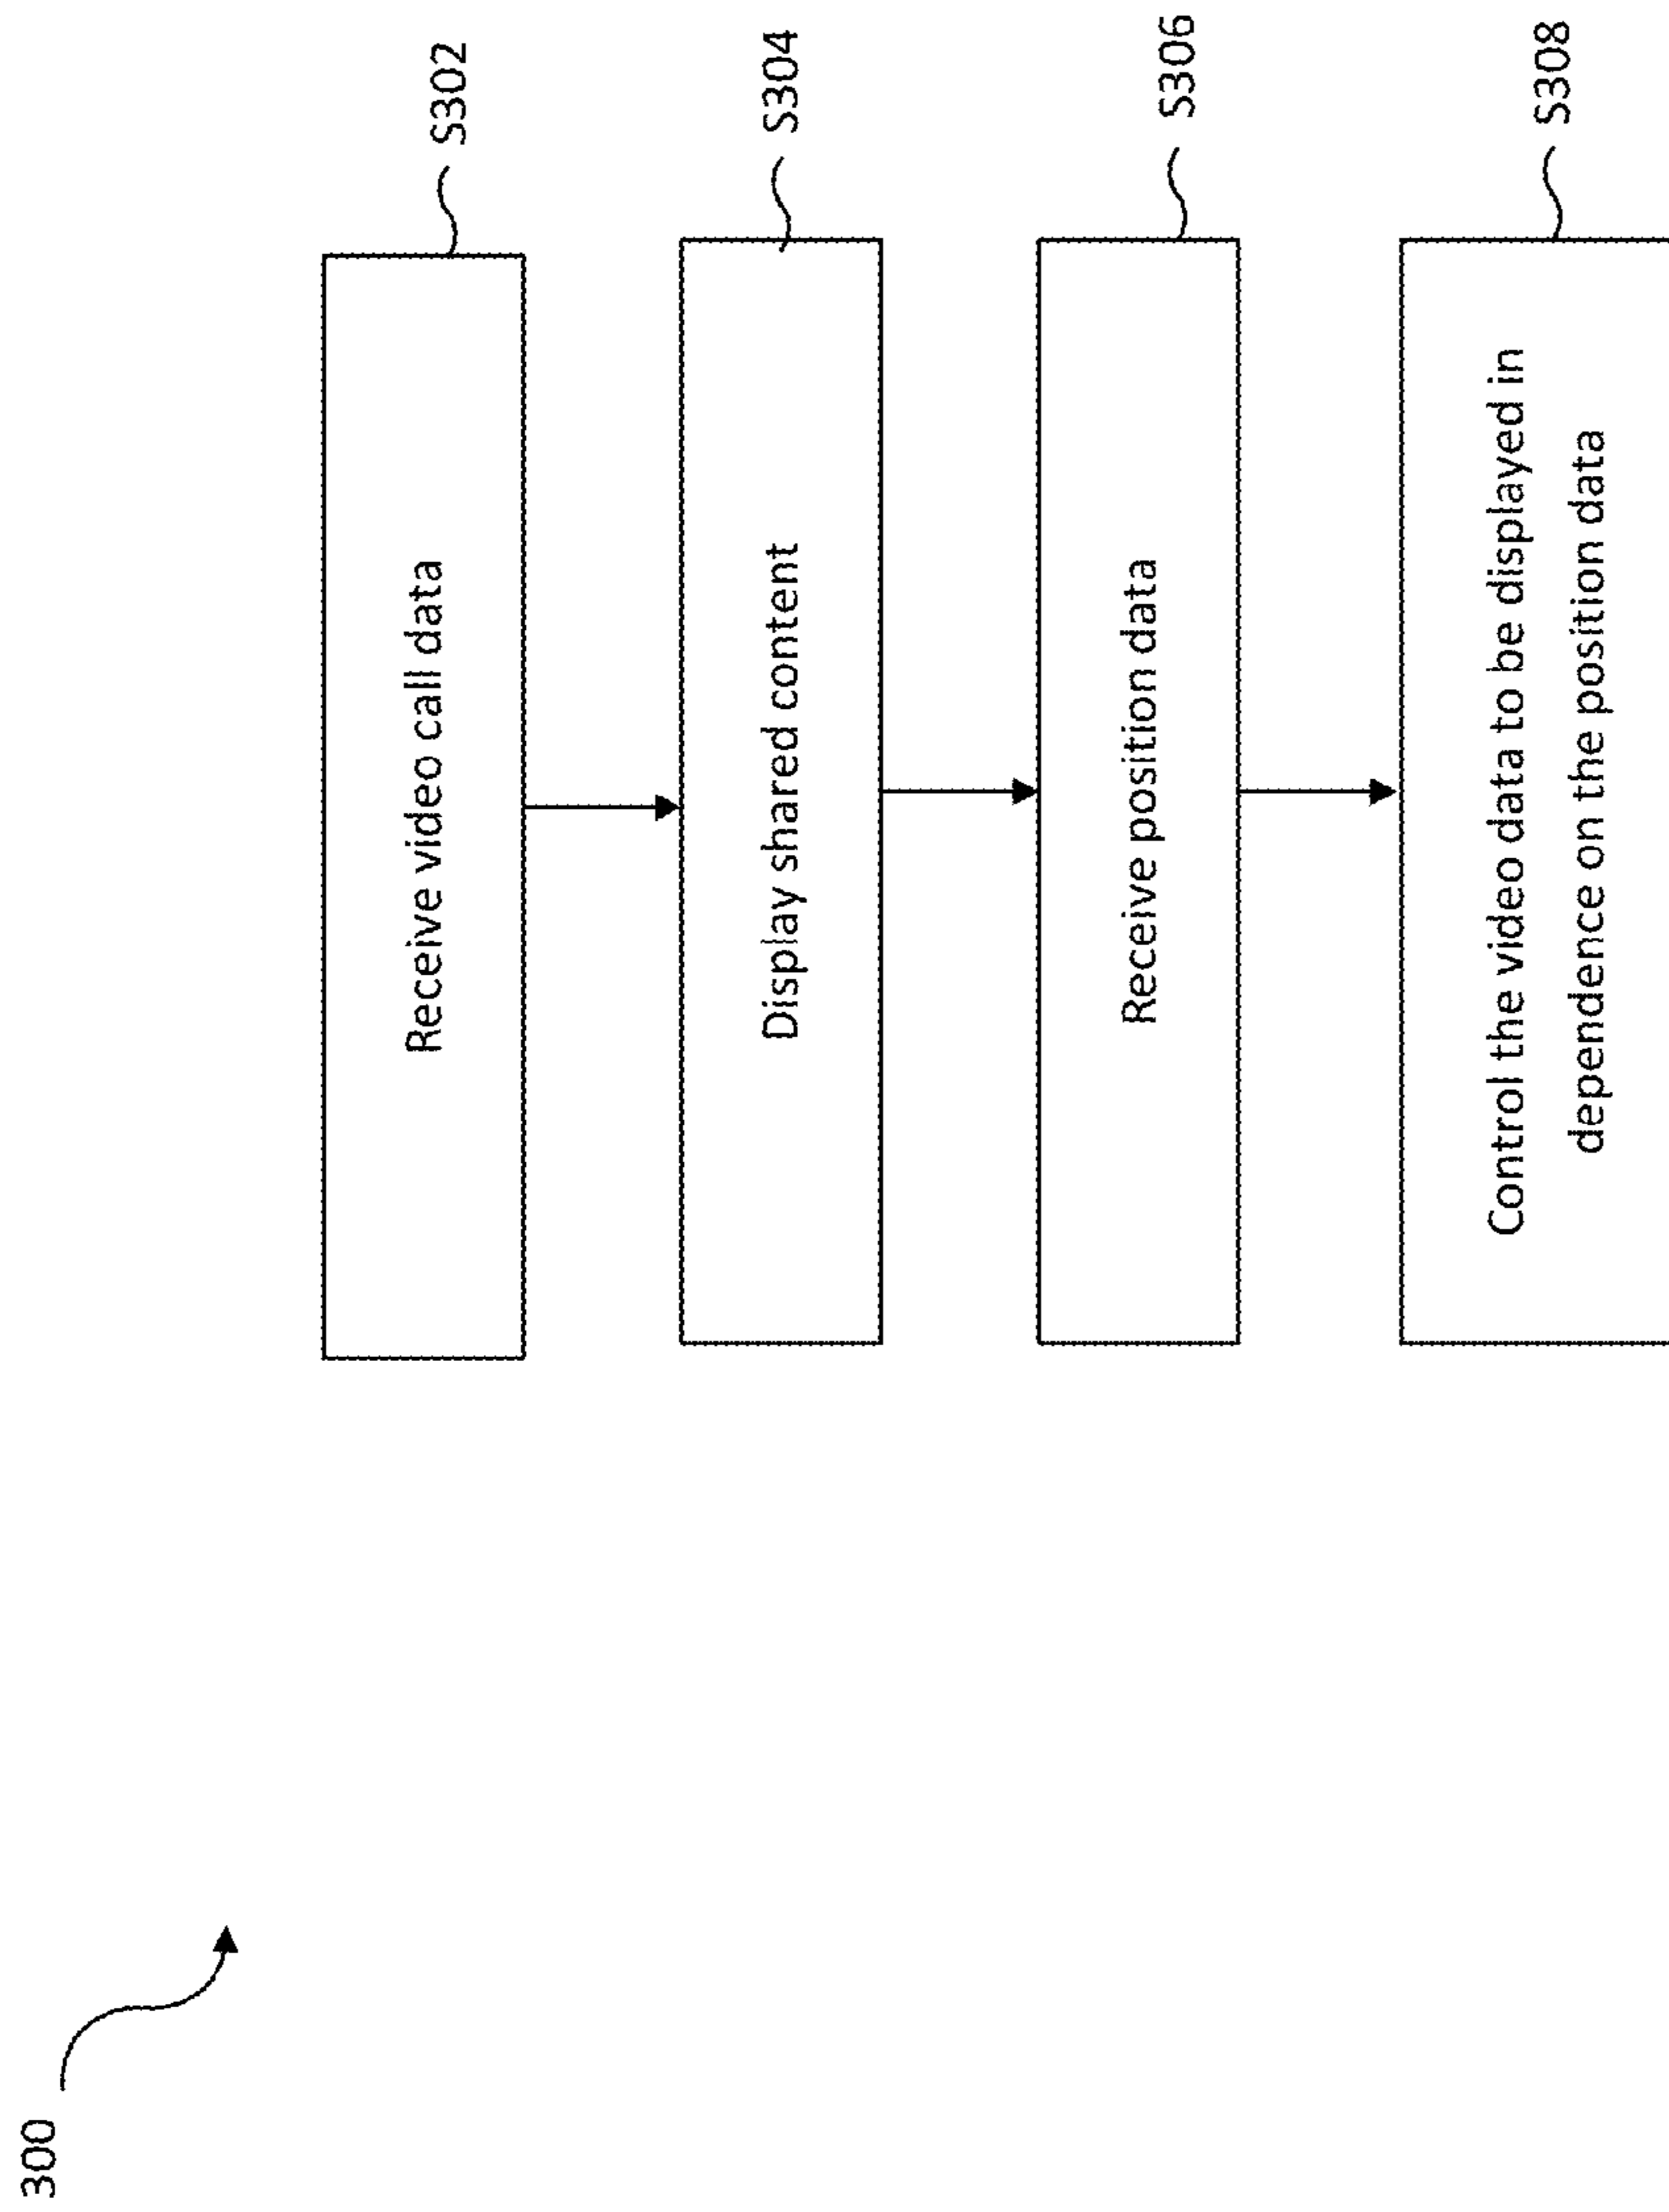 300
Receive video call data
S302
Display shared content
S304
Receive position data
S306
Control the video data to be displayed in
dependence on the position data
S308